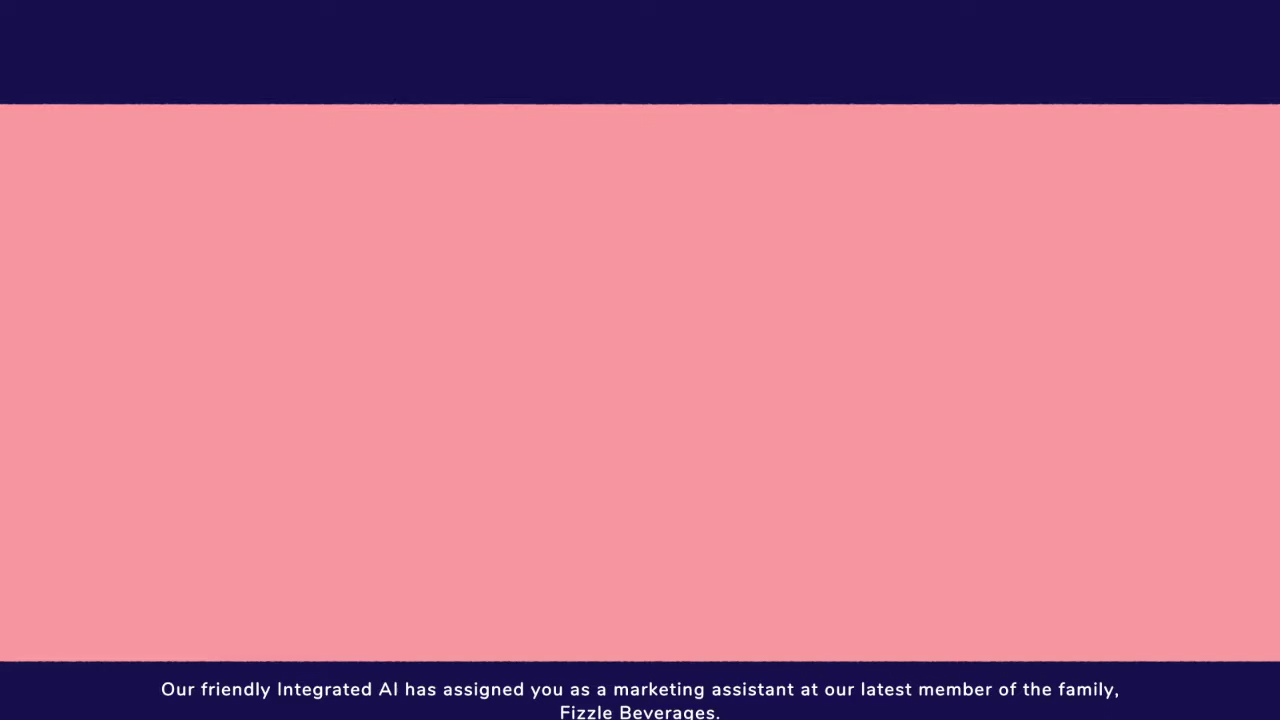 Our friendly Integrated AI has assigned you as a marketing assistant at our latest member of the family,
Fizzle Beverages.